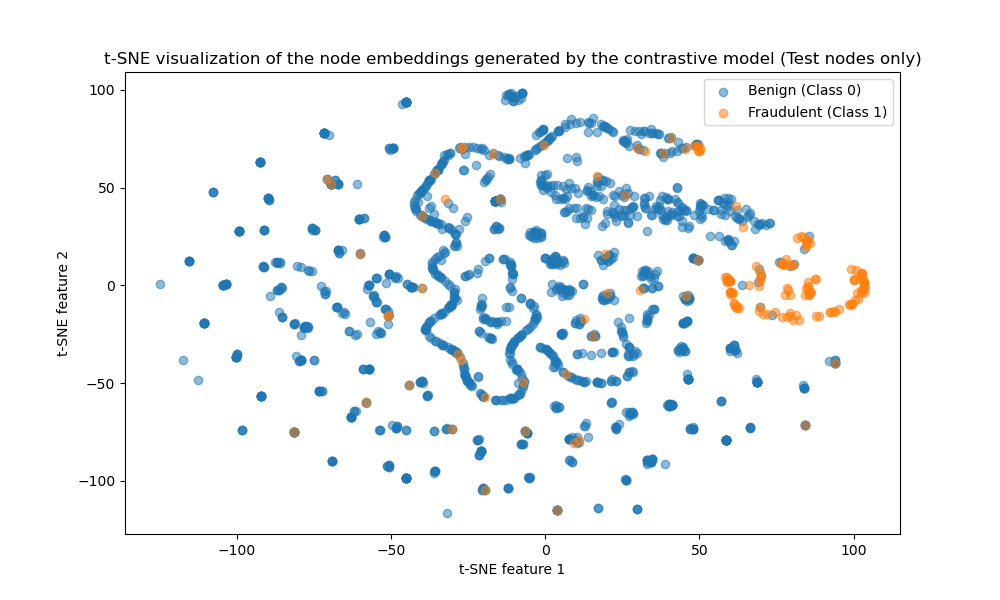 t-SNE visualization of the node embeddings generated by the contrastive model (Test nodes only)
Benign (Class 0)
Fraudulent (Class 1)
100
50
0
−50
−100
t-SNE feature 2
−100
−50
0
50
100
t-SNE feature 1